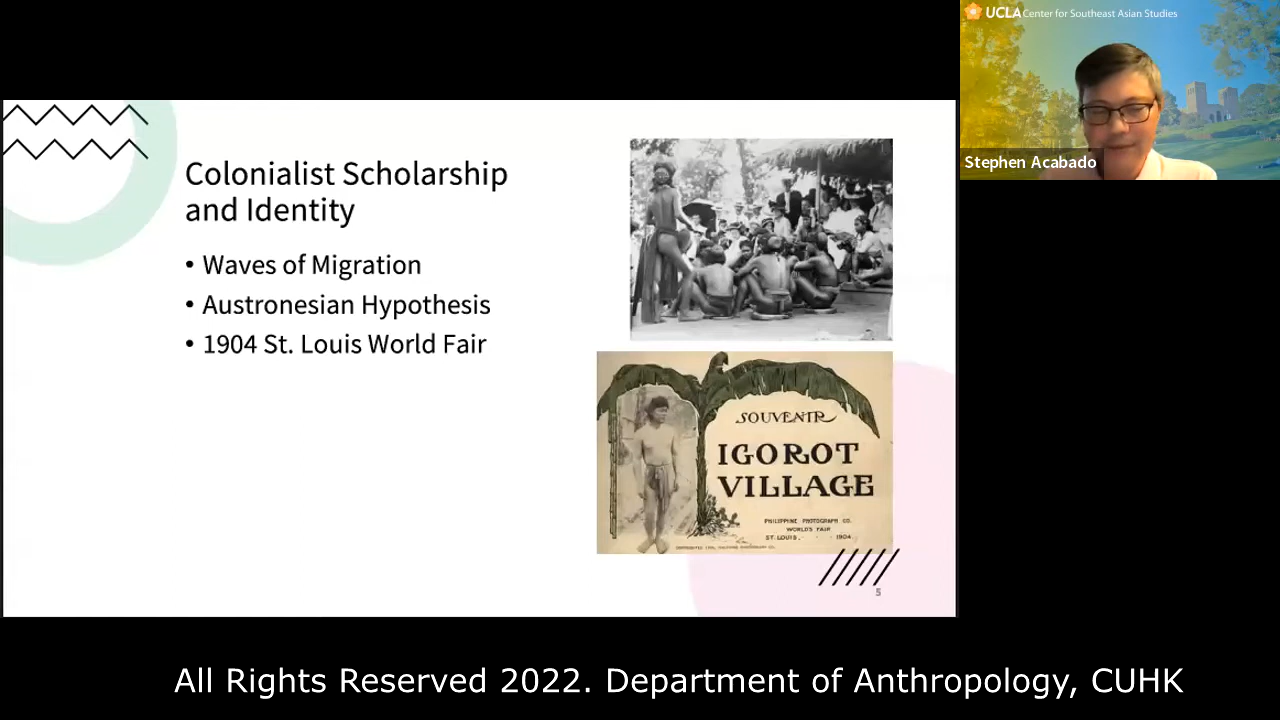 UCLA Center for Southeast Asian Studies
Stephen Acabado
Colonialist Scholarship
and Identity
• Waves of Migration
• Austronesian Hypothesis
• 1904 St. Louis World Fair
SOUVENIR
IGOROT
VILLAGE
PHILIPPINE PHOTOGRAPH CO.
WORLD'S FAIR
ST. LOUIS. 1904.
5
All Rights Reserved 2022. Department of Anthropology, CUHK